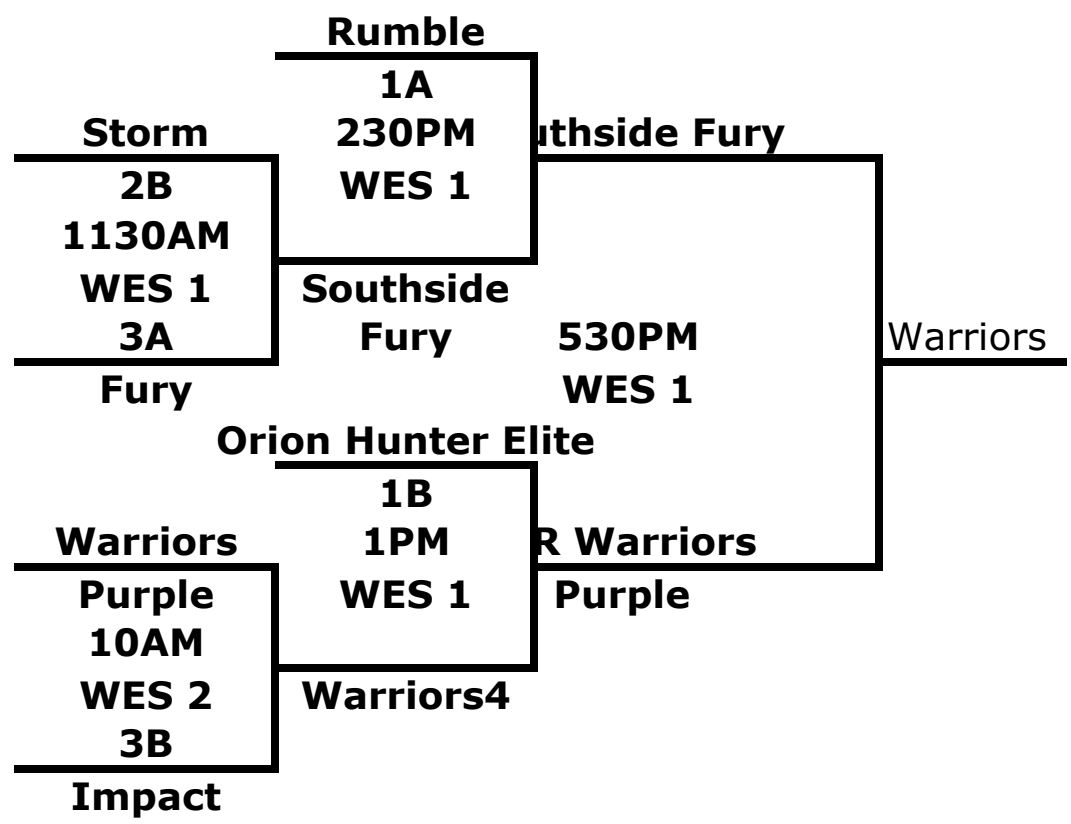 Rumble
1A
230PM
WES 1
Storm
2B
1130AM
WES 1
3A
Fury
Southside
Fury
uthside Fury
530PM
WES 1
Warriors
Orion Hunter Elite
1B
1PM
WES 1
Warriors
Purple
10AM
WES 2
3B
Impact
Warriors4
R Warriors
Purple